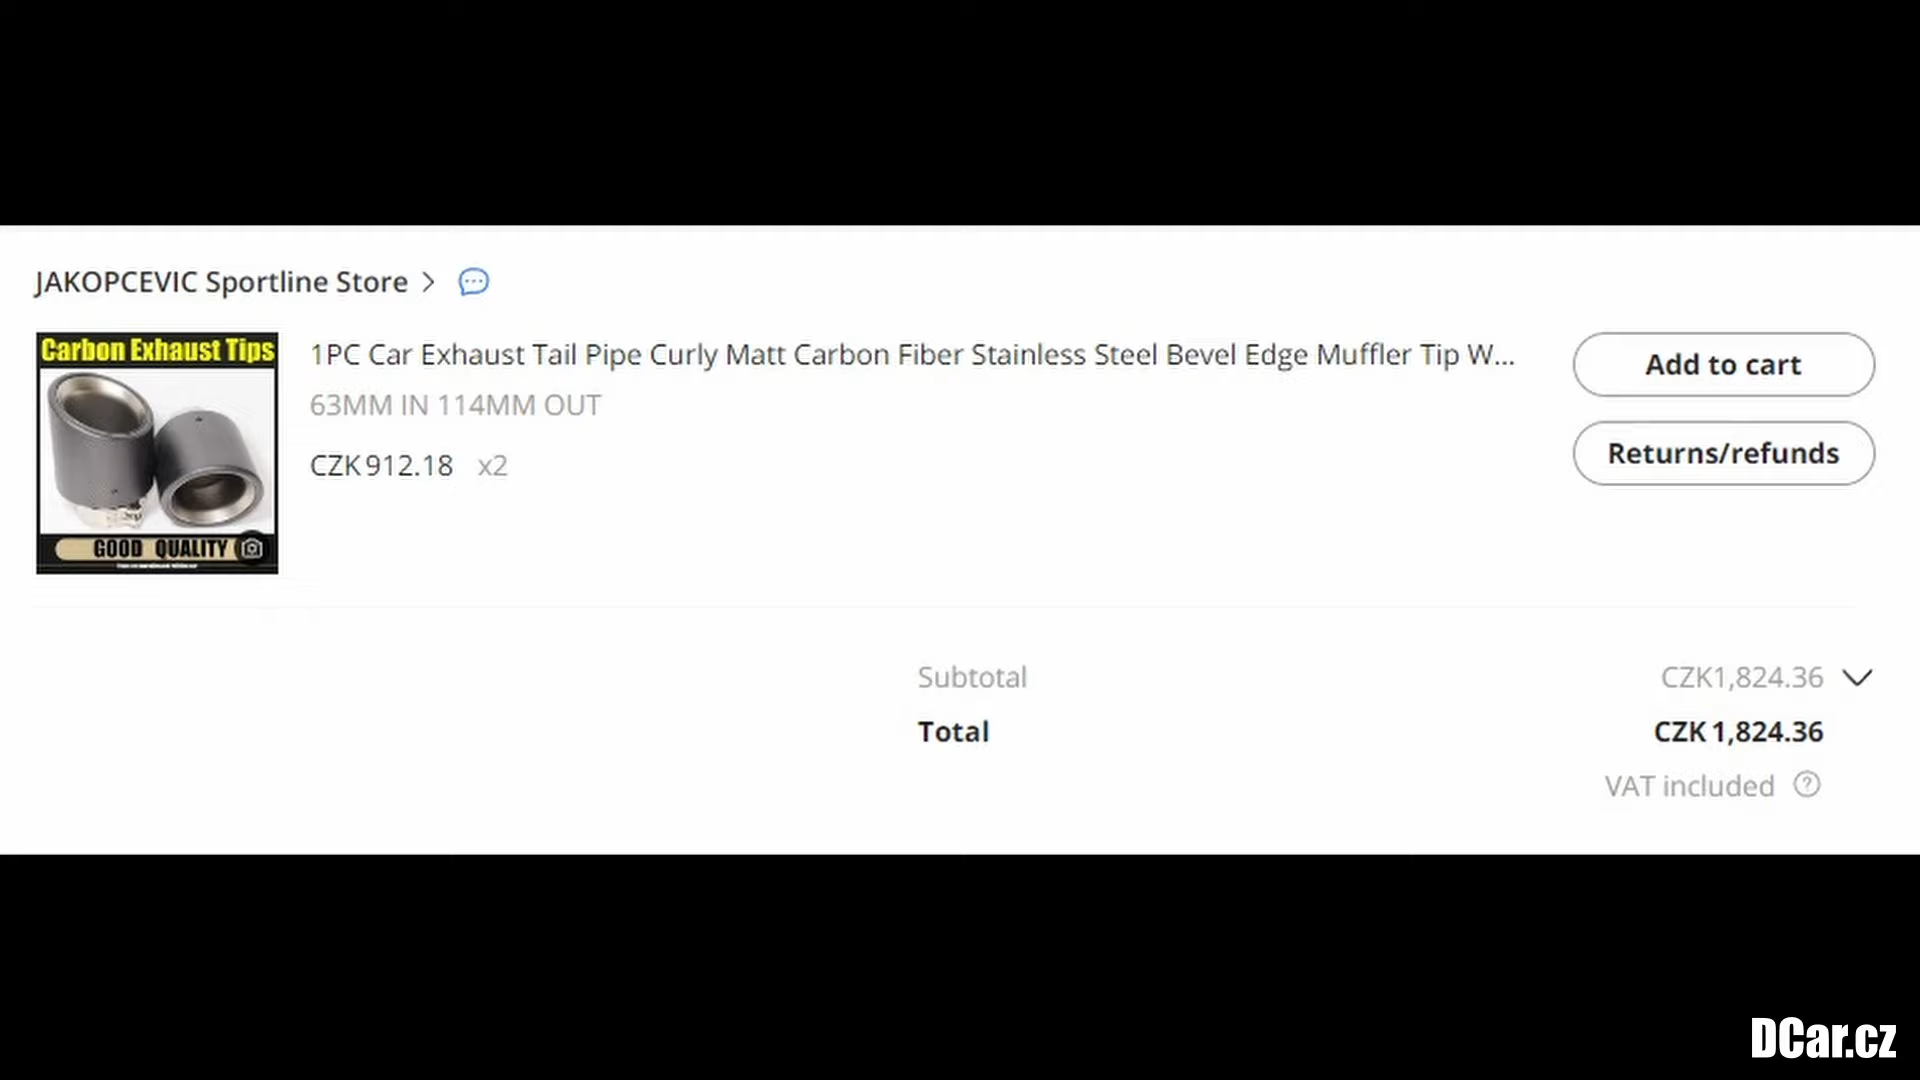 JAKOPCEVIC Sportline Store >
Carbon Exhaust Tips
GOOD QUALITY
1PC Car Exhaust Tail Pipe Curly Matt Carbon Fiber Stainless Steel Bevel Edge Muffler Tip W...
63MM IN 114MM OUT
CZK 912.18 x2
Add to cart
Returns/refunds
Subtotal CZK1,824.36
Total CZK 1,824.36
VAT included ?
DCar.cz